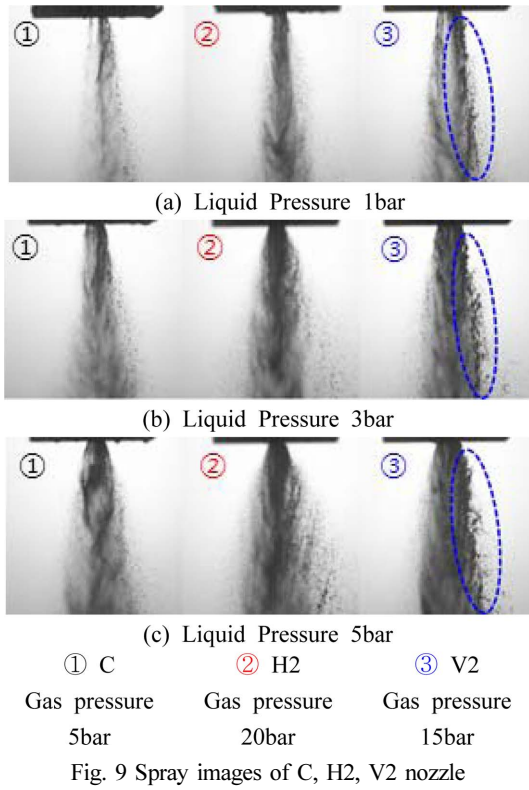 ① ② ③
(a) Liquid Pressure 1bar
① ② ③
(b) Liquid Pressure 3bar
① ② ③
(c) Liquid Pressure 5bar
① C ② H2 ③ V2
Gas pressure Gas pressure Gas pressure
5bar 20bar 15bar
Fig. 9 Spray images of C, H2, V2 nozzle